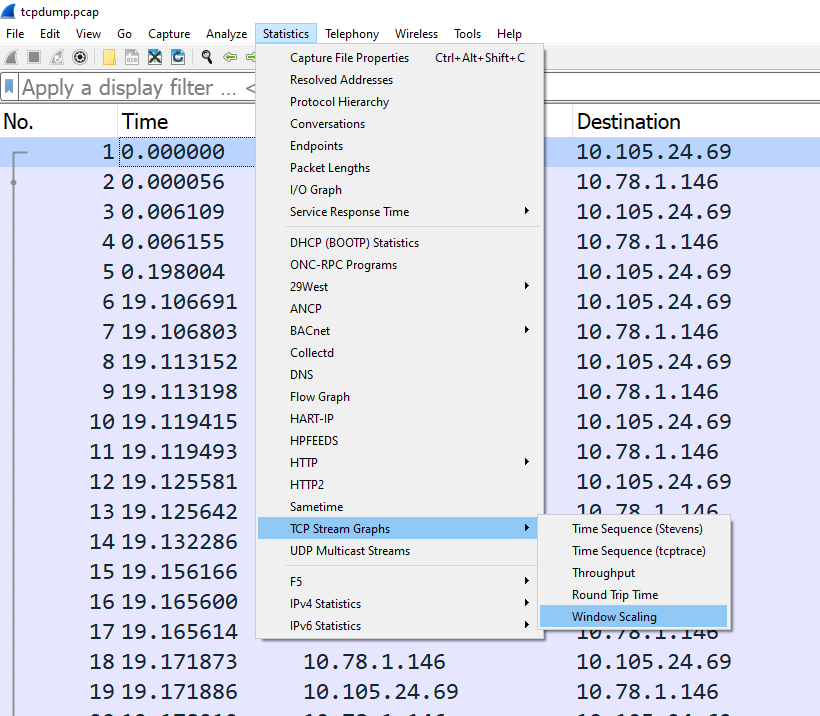 tcpdump.pcap
File Edit View Go Capture Analyze Statistics Telephony Wireless Tools Help
Capture File Properties Ctrl+Alt+Shift+C
Resolved Addresses
Protocol Hierarchy
Conversations
Endpoints
Packet Lengths
I/O Graph
Service Response Time
DHCP (BOOTP) Statistics
ONC-RPC Programs
29West
ANCP
BACnet
Collectd
DNS
Flow Graph
HART-IP
HPFEEDS
HTTP
HTTP2
Sametime
TCP Stream Graphs
UDP Multicast Streams
F5
IPv4 Statistics
IPv6 Statistics
Time Sequence (Stevens)
Time Sequence (tcptrace)
Throughput
Round Trip Time
Window Scaling
Apply a display filter ... <
No. Time Destination
1 0.000000 10.105.24.69
2 0.000056 10.78.1.146
3 0.006109 10.105.24.69
4 0.006155 10.78.1.146
5 0.198004 10.105.24.69
6 19.106691 10.105.24.69
7 19.106803 10.78.1.146
8 19.113152 10.105.24.69
9 19.113198 10.78.1.146
10 19.119415 10.105.24.69
11 19.119493 10.78.1.146
12 19.125581 10.105.24.69
13 19.125642 10.78.1.146
14 19.132286
15 19.156166
16 19.165600
17 19.165614 10.78.1.146
18 19.171873 10.78.1.146 10.105.24.69
19 19.171886 10.105.24.69 10.78.1.146